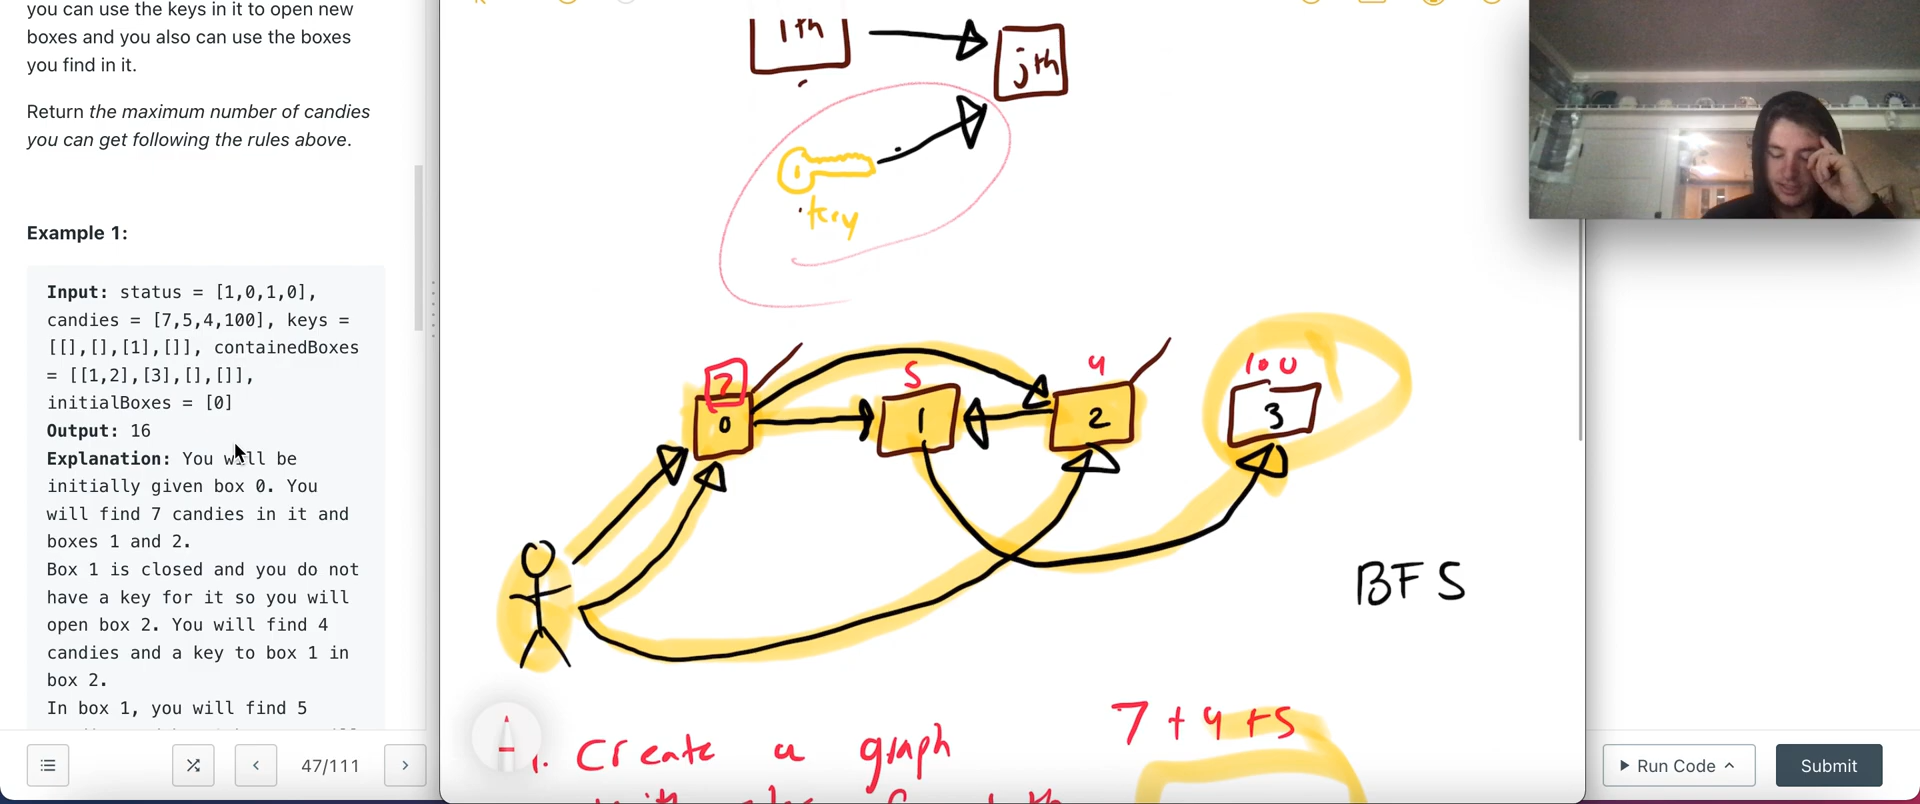 you can use the keys in it to open new
boxes and you also can use the boxes
you find in it.
Return the maximum number of candies
you can get following the rules above.
Example 1:
Input: status = [1,0,1,0],
candies = [7,5,4,100], keys =
[[],[],[1],[]], containedBoxes
= [[1,2],[3],[],[]],
initialBoxes = [0]
Output: 16
Explanation: You will be
initially given box 0. You
will find 7 candies in it and
boxes 1 and 2.
Box 1 is closed and you do not
have a key for it so you will
open box 2. You will find 4
candies and a key to box 1 in
box 2.
In box 1, you will find 5
47/111
ith
jth
key
7
5
4
100
0
1
2
3
BFS
7 + 4 + 5
1. Create a graph
Run Code
Submit